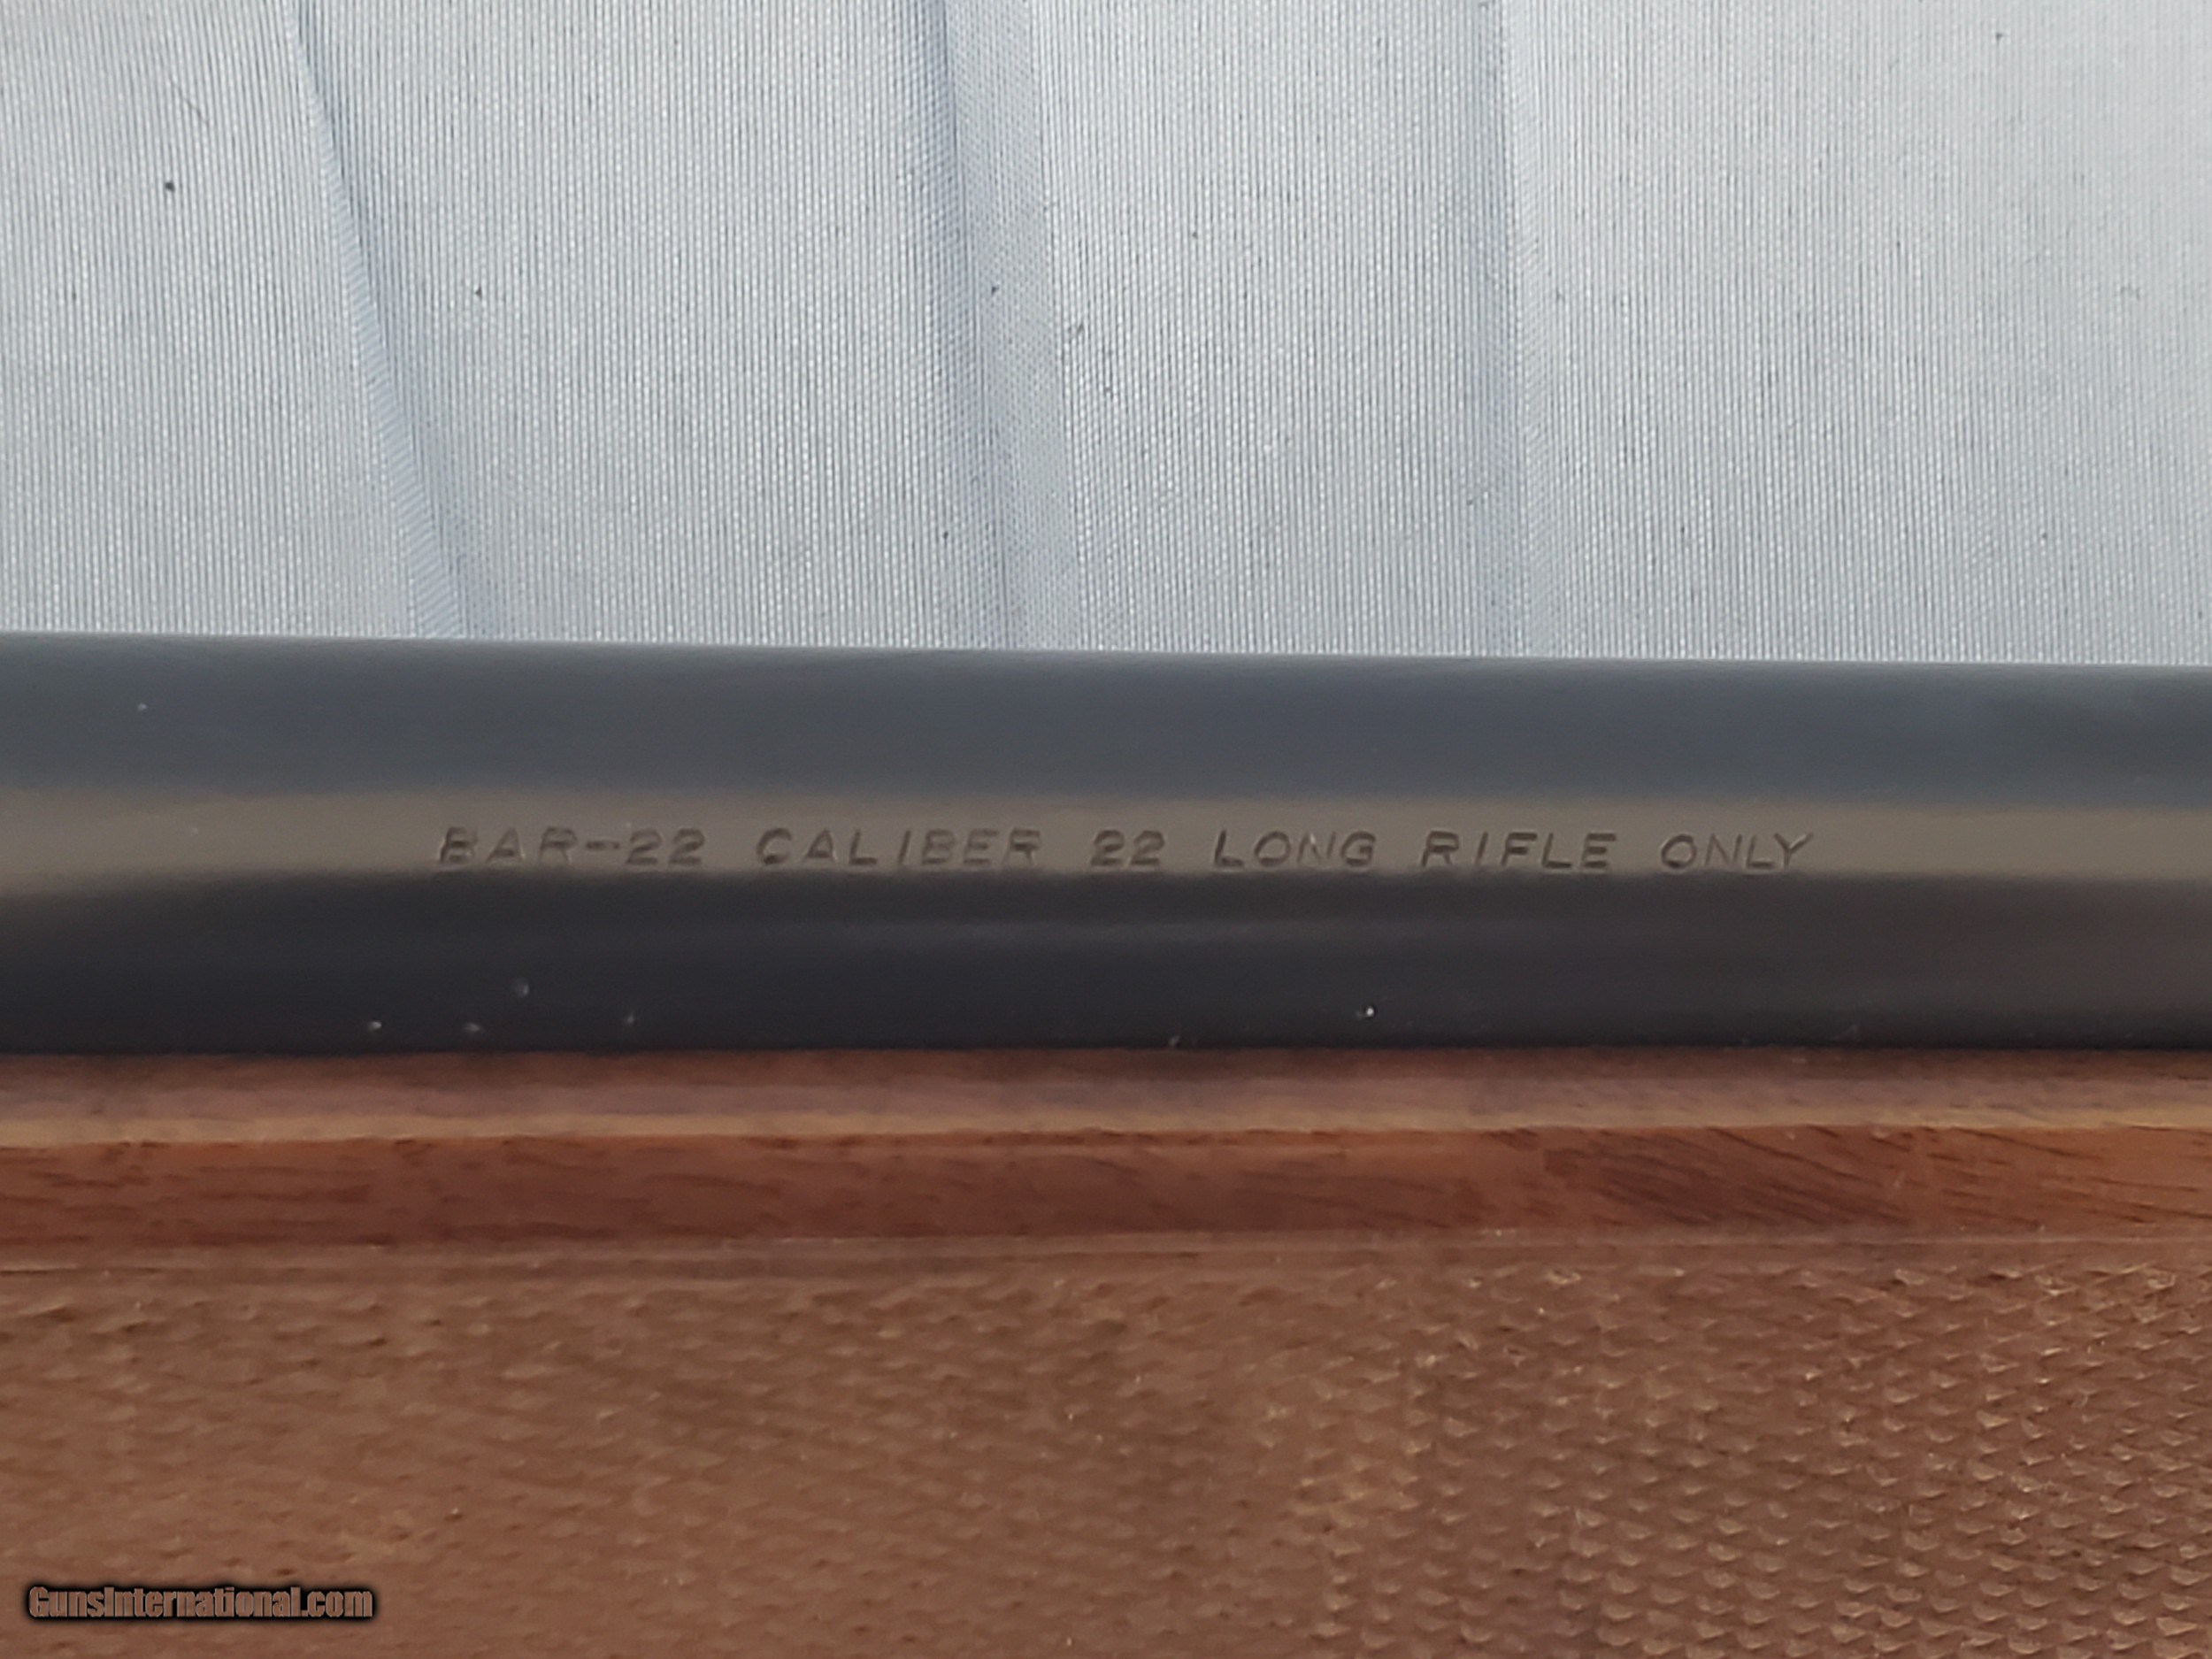 BAR-22 CALIBER 22 LONG RIFLE ONLY
GunsInternational.com